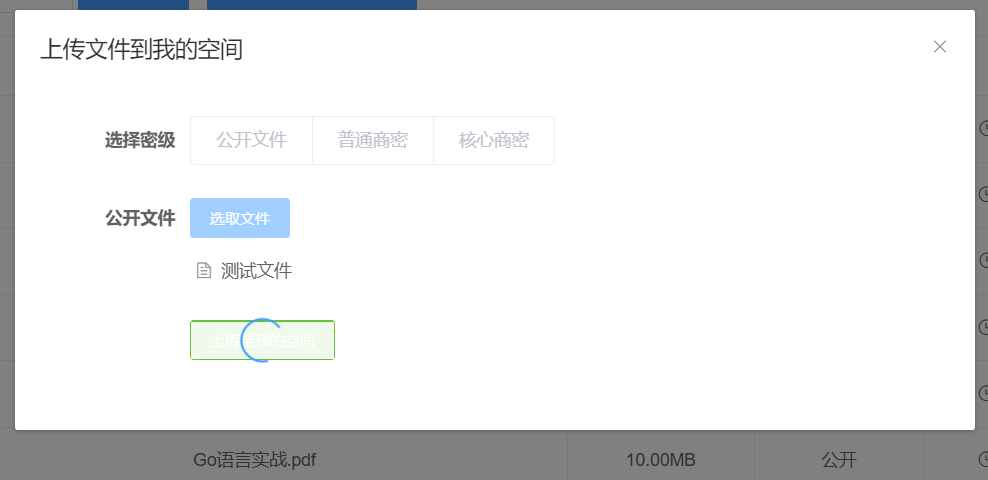 上传文件到我的空间
选择密级 公开文件 普通商密 核心商密
公开文件 选取文件
测试文件
上传至我的空间
Go语言实战.pdf 10.00MB 公开